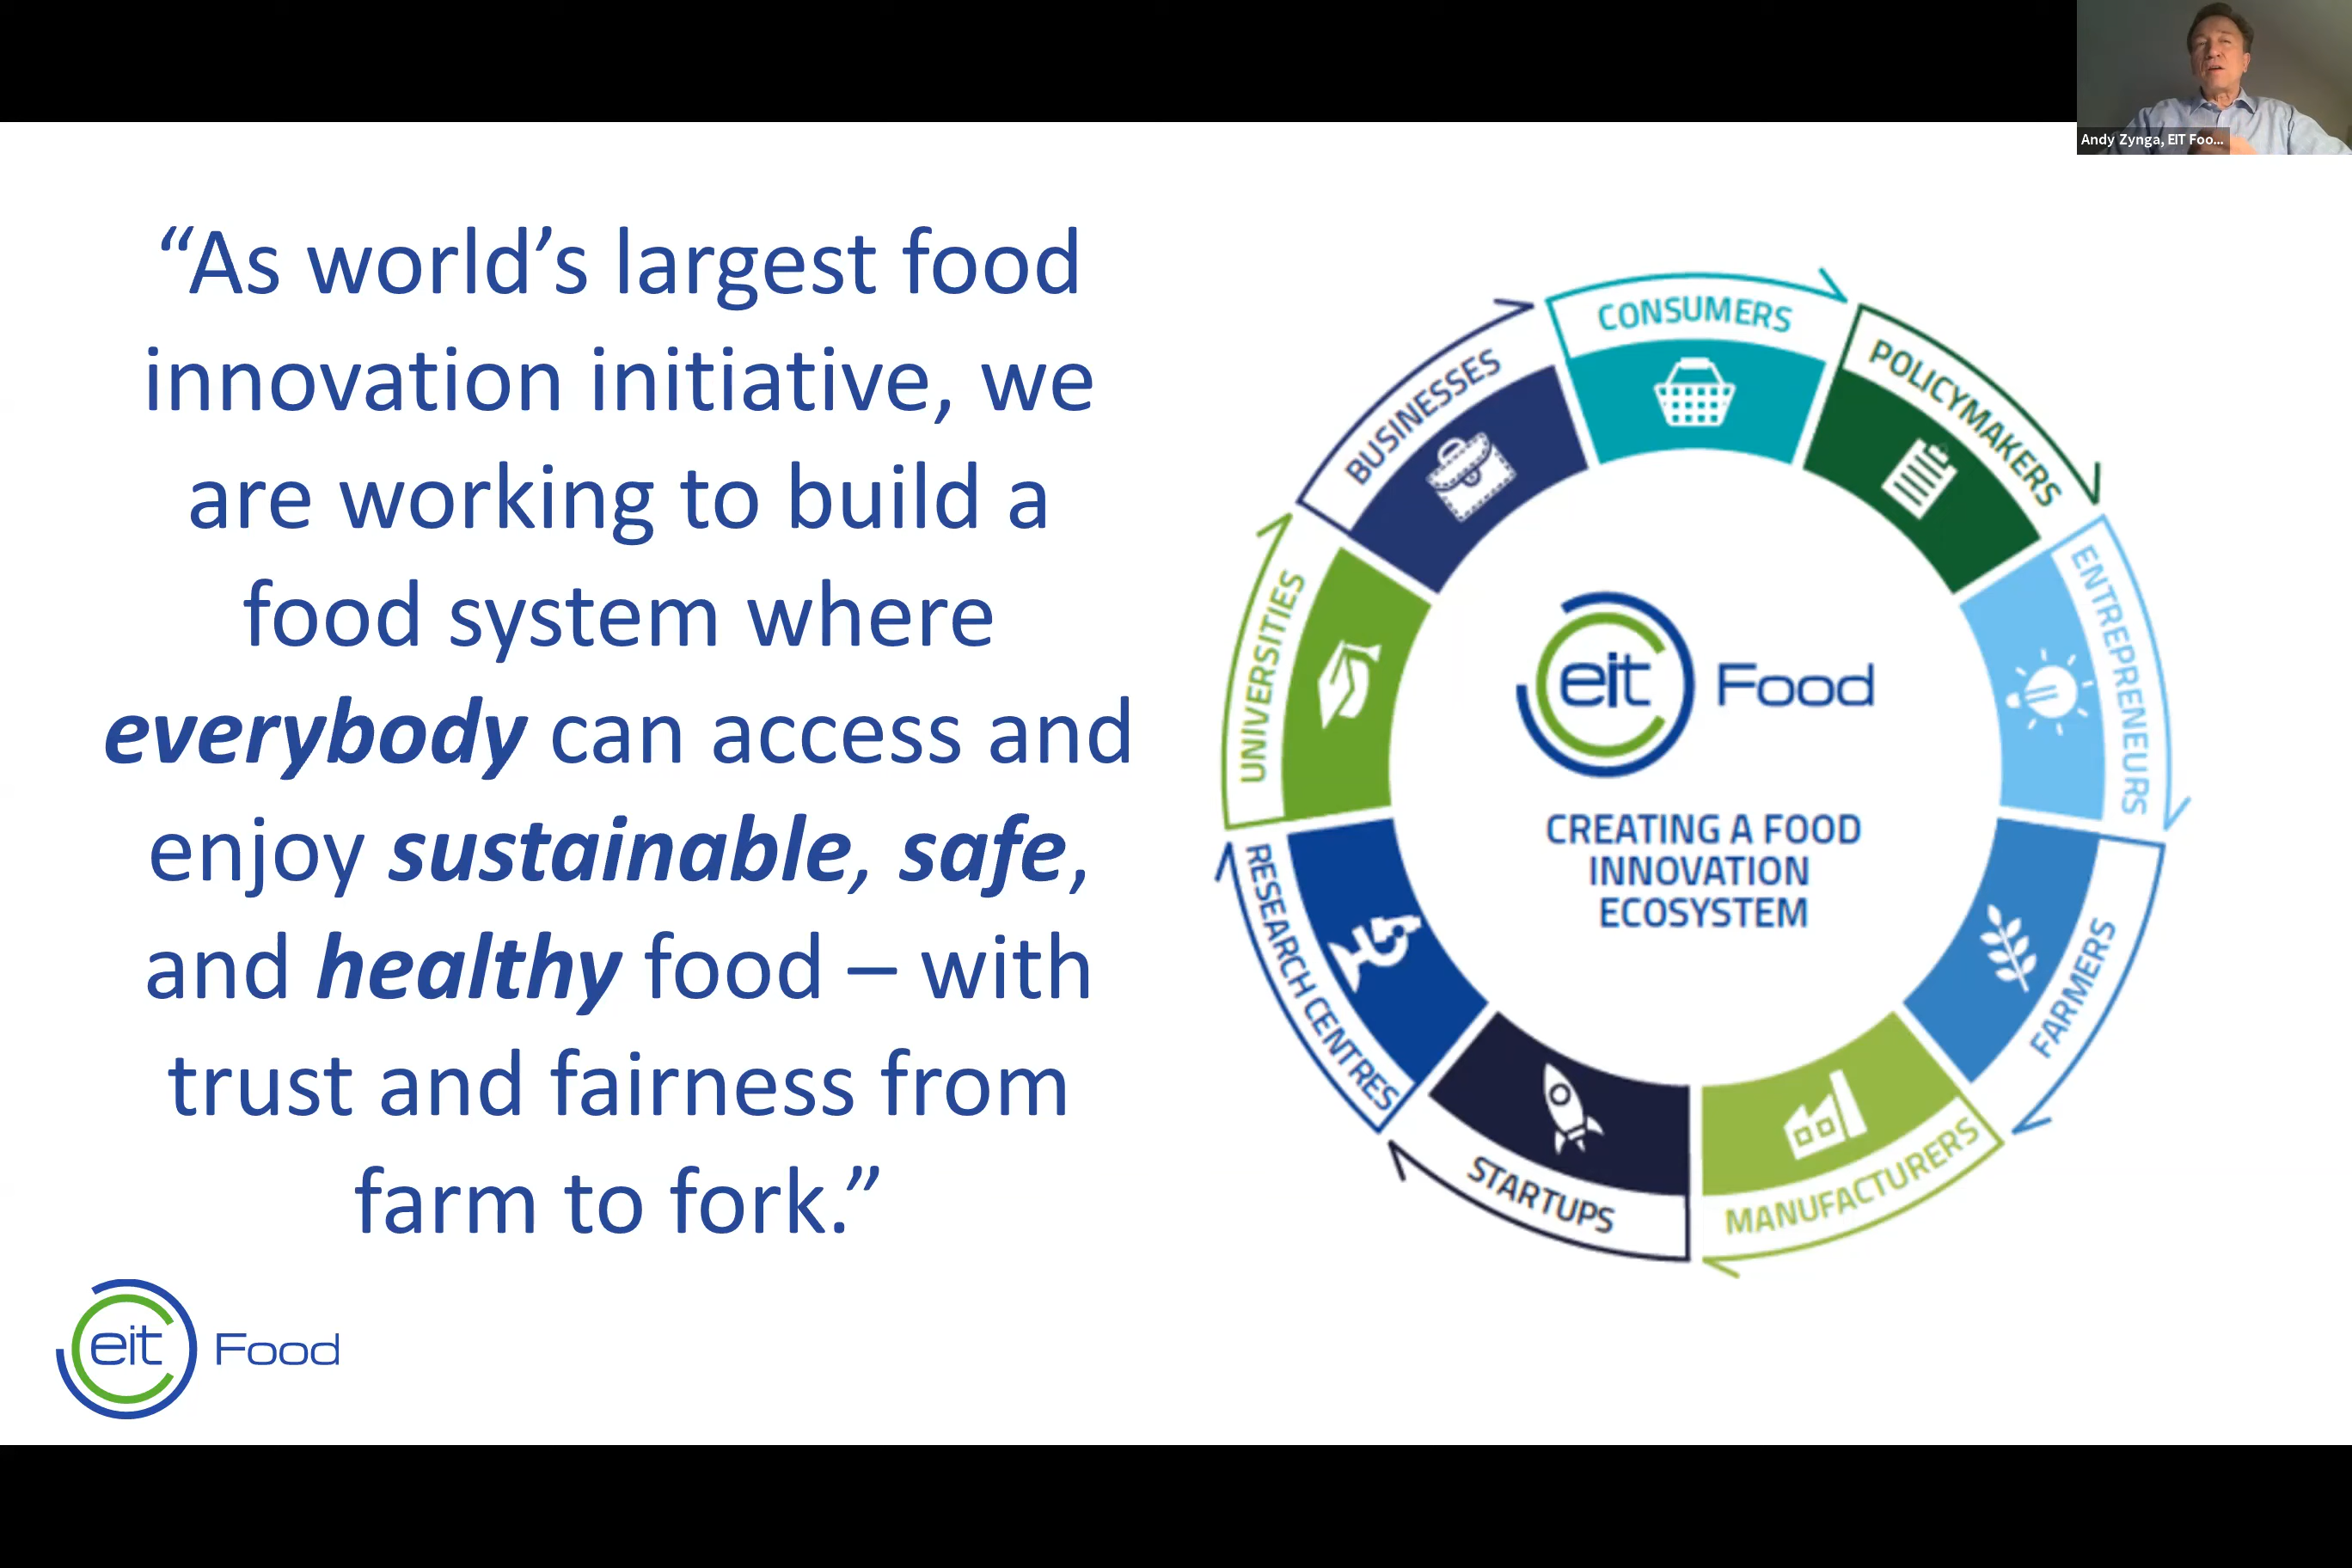 Andy Zynga, EIT Foo...
“As world’s largest food
innovation initiative, we
are working to build a
food system where
everybody can access and
enjoy sustainable, safe,
and healthy food – with
trust and fairness from
farm to fork.”
eit Food
CONSUMERS
POLICYMAKERS
ENTREPRENEURS
FARMERS
MANUFACTURERS
STARTUPS
RESEARCH CENTRES
UNIVERSITIES
BUSINESSES
eit Food
CREATING A FOOD
INNOVATION
ECOSYSTEM